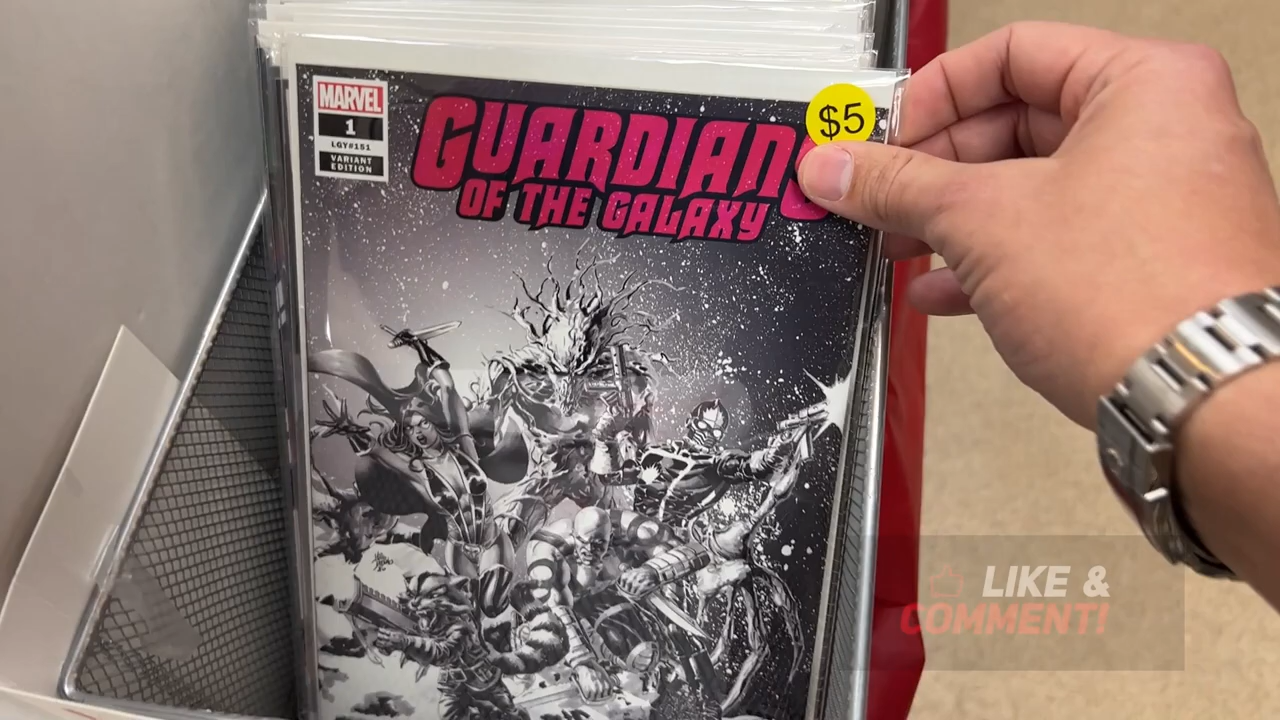 MARVEL
1
LGY#151
VARIANT
EDITION
GUARDIANS
OF THE GALAXY
$5
LIKE &
COMMENT!